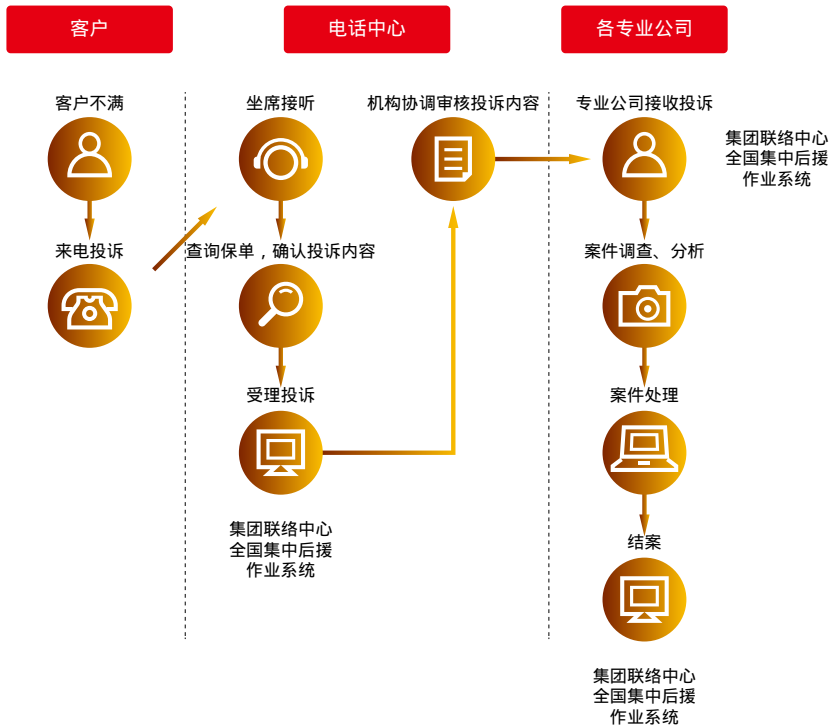 客户
电话中心
各专业公司
客户不满
来电投诉
坐席接听
查询保单，确认投诉内容
受理投诉
集团联络中心
全国集中后援
作业系统
机构协调审核投诉内容
专业公司接收投诉
集团联络中心
全国集中后援
作业系统
案件调查、分析
案件处理
结案
集团联络中心
全国集中后援
作业系统